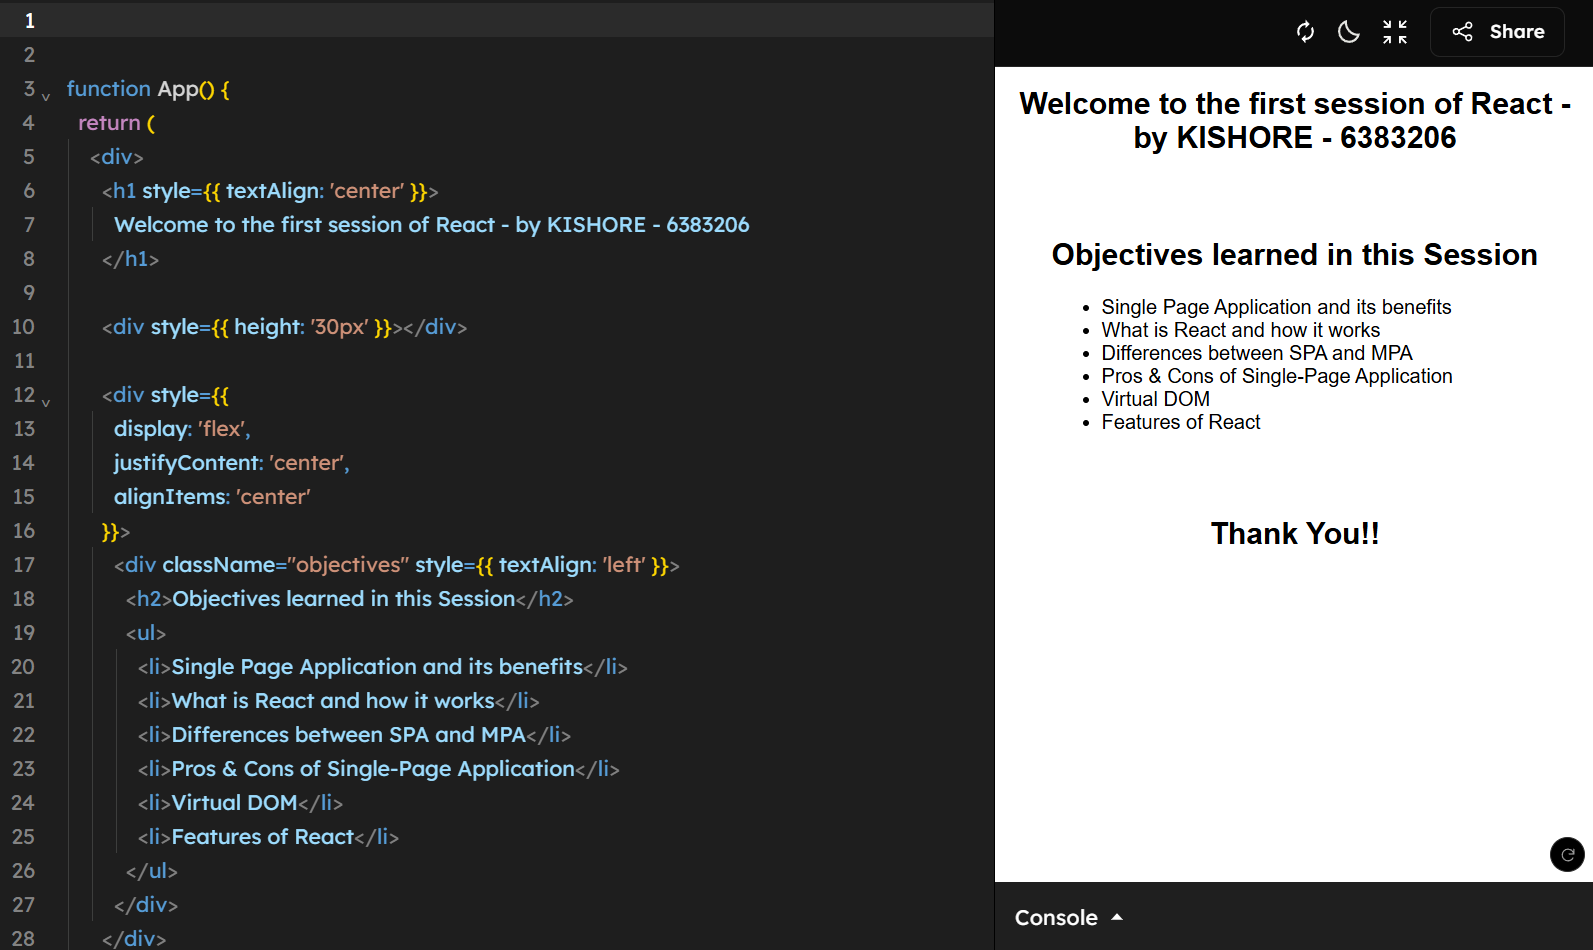 1
2
3 function App() {
4 return (
5 <div>
6 <h1 style={{ textAlign: 'center' }}>
7 Welcome to the first session of React - by KISHORE - 6383206
8 </h1>
9
10 <div style={{ height: '30px' }}></div>
11
12 <div style={{
13 display: 'flex',
14 justifyContent: 'center',
15 alignItems: 'center'
16 }}>
17 <div className="objectives" style={{ textAlign: 'left' }}>
18 <h2>Objectives learned in this Session</h2>
19 <ul>
20 <li>Single Page Application and its benefits</li>
21 <li>What is React and how it works</li>
22 <li>Differences between SPA and MPA</li>
23 <li>Pros & Cons of Single-Page Application</li>
24 <li>Virtual DOM</li>
25 <li>Features of React</li>
26 </ul>
27 </div>
28 </div>
Share
Welcome to the first session of React -
by KISHORE - 6383206
Objectives learned in this Session
• Single Page Application and its benefits
• What is React and how it works
• Differences between SPA and MPA
• Pros & Cons of Single-Page Application
• Virtual DOM
• Features of React
Thank You!!
Console